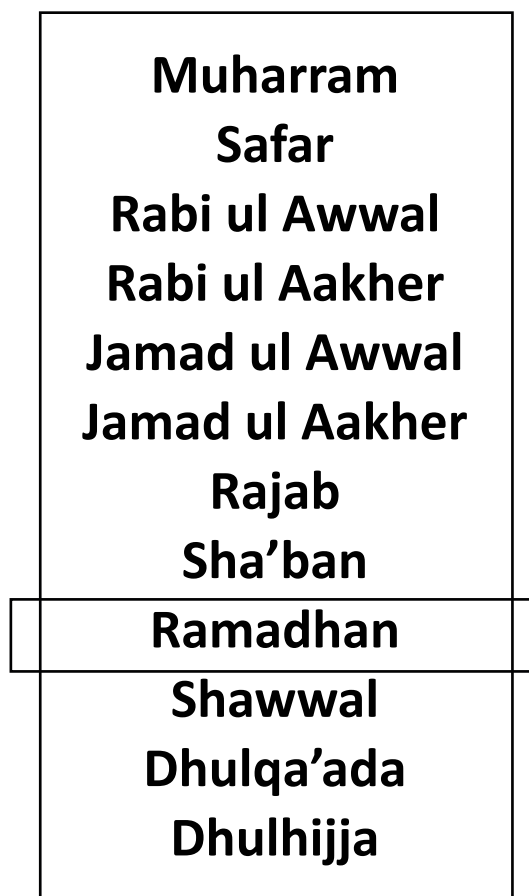 Muharram
Safar
Rabi ul Awwal
Rabi ul Aakher
Jamad ul Awwal
Jamad ul Aakher
Rajab
Sha’ban
Ramadhan
Shawwal
Dhulqa’ada
Dhulhijja